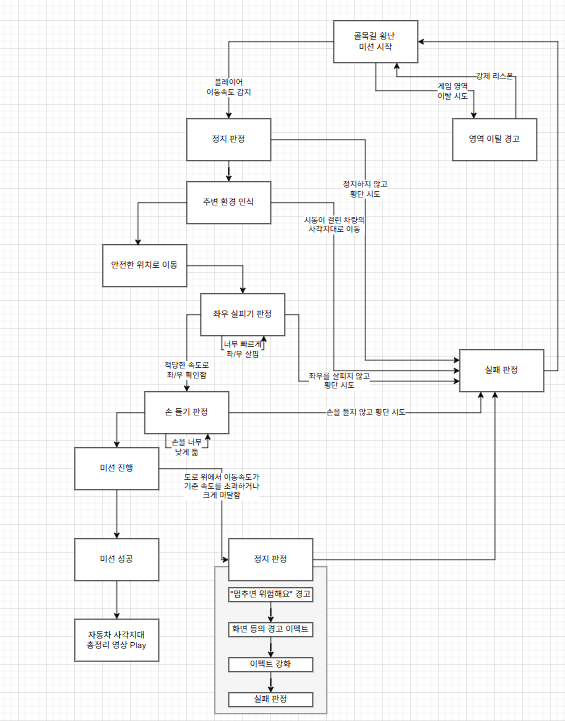 골목길 횡단
미션 시작
강제 리스폰
게임 영역
이탈 시도
플레이어
이동속도 감지
정지 판정
영역 이탈 경고
정지하지 않고
횡단 시도
주변 환경 인식
시동이 걸린 차량의
사각지대로 이동
안전한 위치로 이동
좌우 살피기 판정
너무 빠르게
좌/우 살핌
적당한 속도로
좌/우 확인함
좌우를 살피지 않고
횡단 시도
실패 판정
손 들기 판정
손을 들지 않고 횡단 시도
손을 너무
낮게 듦
미션 진행
도로 위에서 이동속도가
기준 속도를 초과하거나
크게 미달함
미션 성공
정지 판정
"멈추면 위험해요" 경고
화면 등의 경고 이펙트
이펙트 강화
실패 판정
자동차 사각지대
총정리 영상 Play